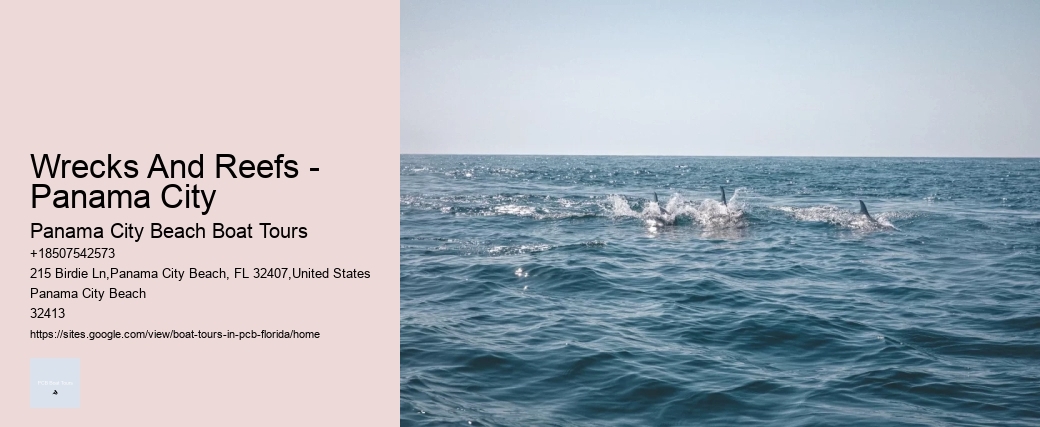 Wrecks And Reefs -
Panama City
Panama City Beach Boat Tours
+18507542573
215 Birdie Ln,Panama City Beach, FL 32407,United States
Panama City Beach
32413
https://sites.google.com/view/boat-tours-in-pcb-florida/home